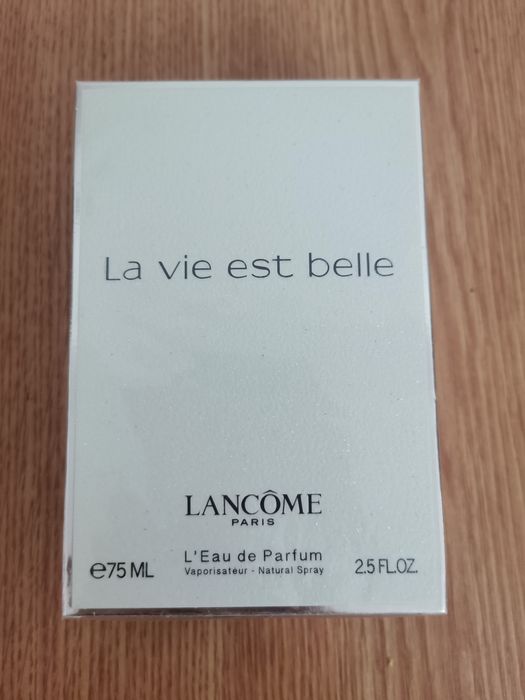 La vie est belle
LANCÔME
PARIS
L'Eau de Parfum
℮75 ML Vaporisateur - Natural Spray 2.5 FL.OZ.